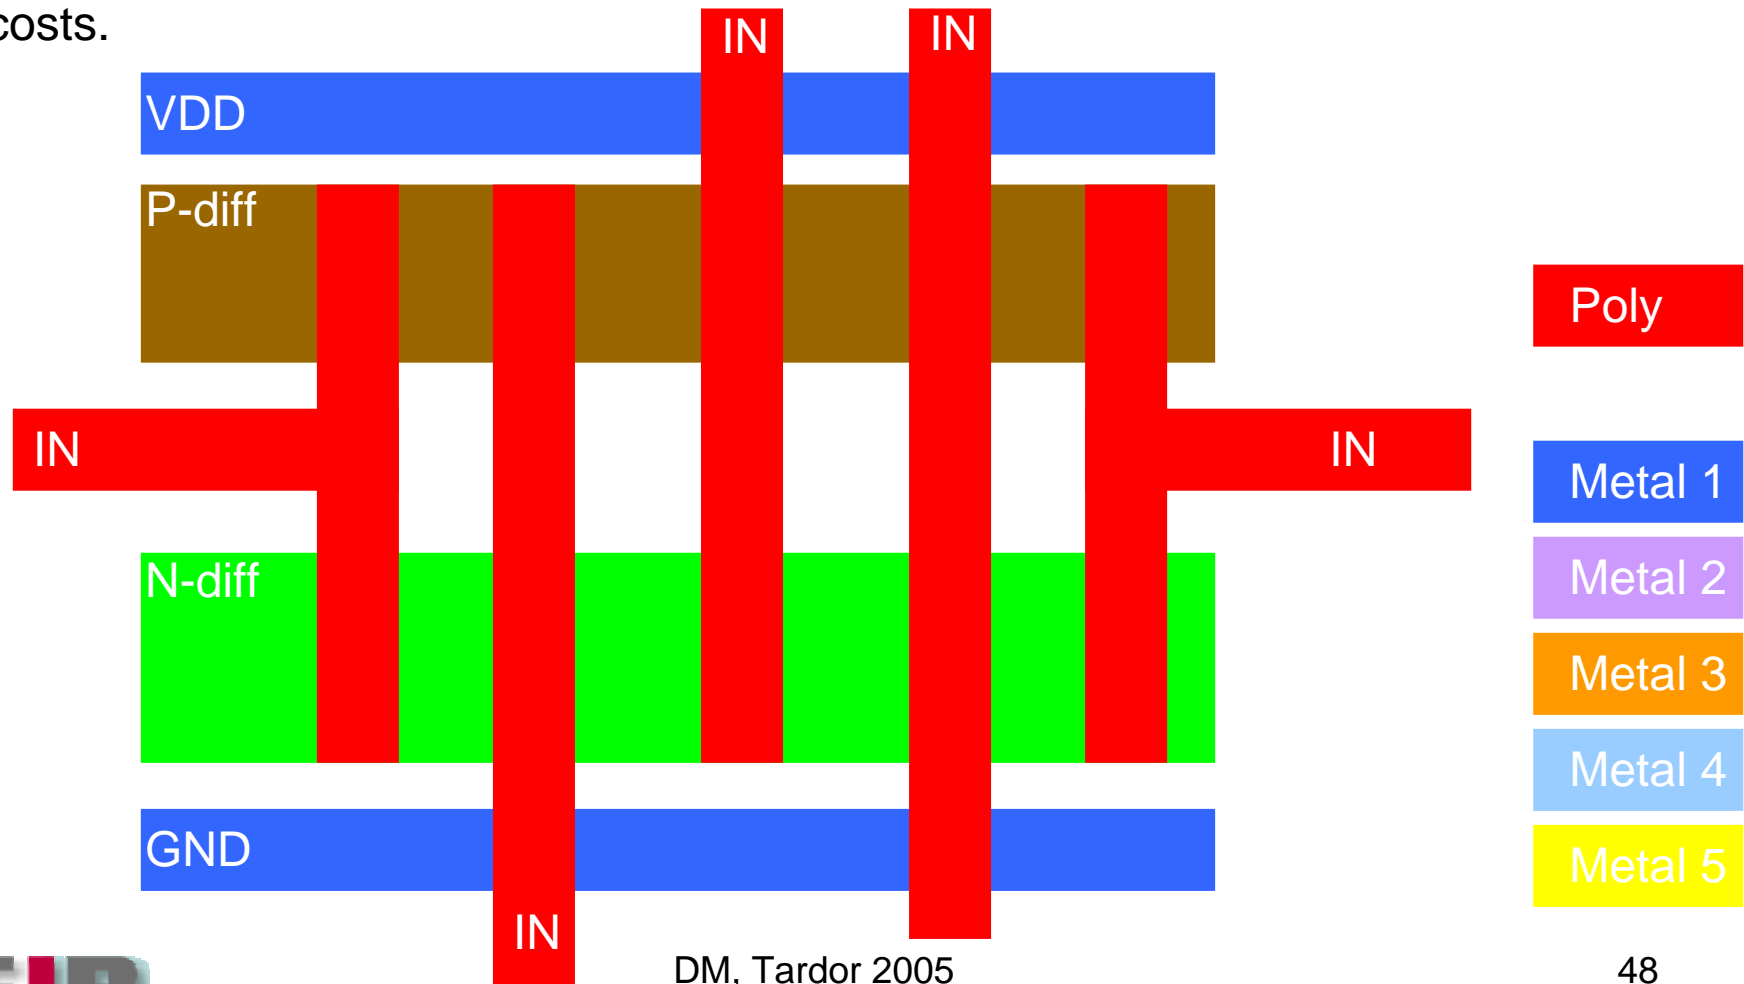 costs.
IN
IN
VDD
P-diff
Poly
IN
IN
Metal 1
Metal 2
N-diff
Metal 3
Metal 4
GND
Metal 5
IN
DM, Tardor 2005
48